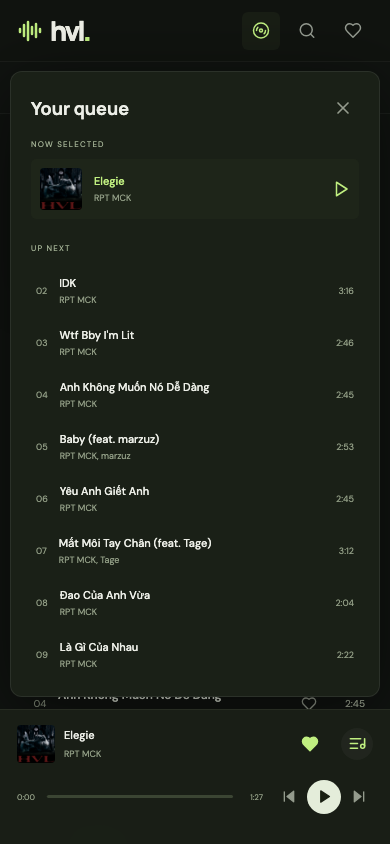 hvl.
Your queue
NOW SELECTED
Elegie
RPT MCK
HVL
UP NEXT
02 IDK 3:16
RPT MCK
03 Wtf Bby I'm Lit 2:46
RPT MCK
04 Anh Không Muốn Nó Dễ Dàng 2:45
RPT MCK
05 Baby (feat. marzuz) 2:53
RPT MCK, marzuz
06 Yêu Anh Giết Anh 2:45
RPT MCK
07 Mất Môi Tay Chân (feat. Tage) 3:12
RPT MCK, Tage
08 Đao Của Anh Vừa 2:04
RPT MCK
09 Là Gì Của Nhau 2:22
RPT MCK
04 2:45
Elegie
RPT MCK
0:00 1:27